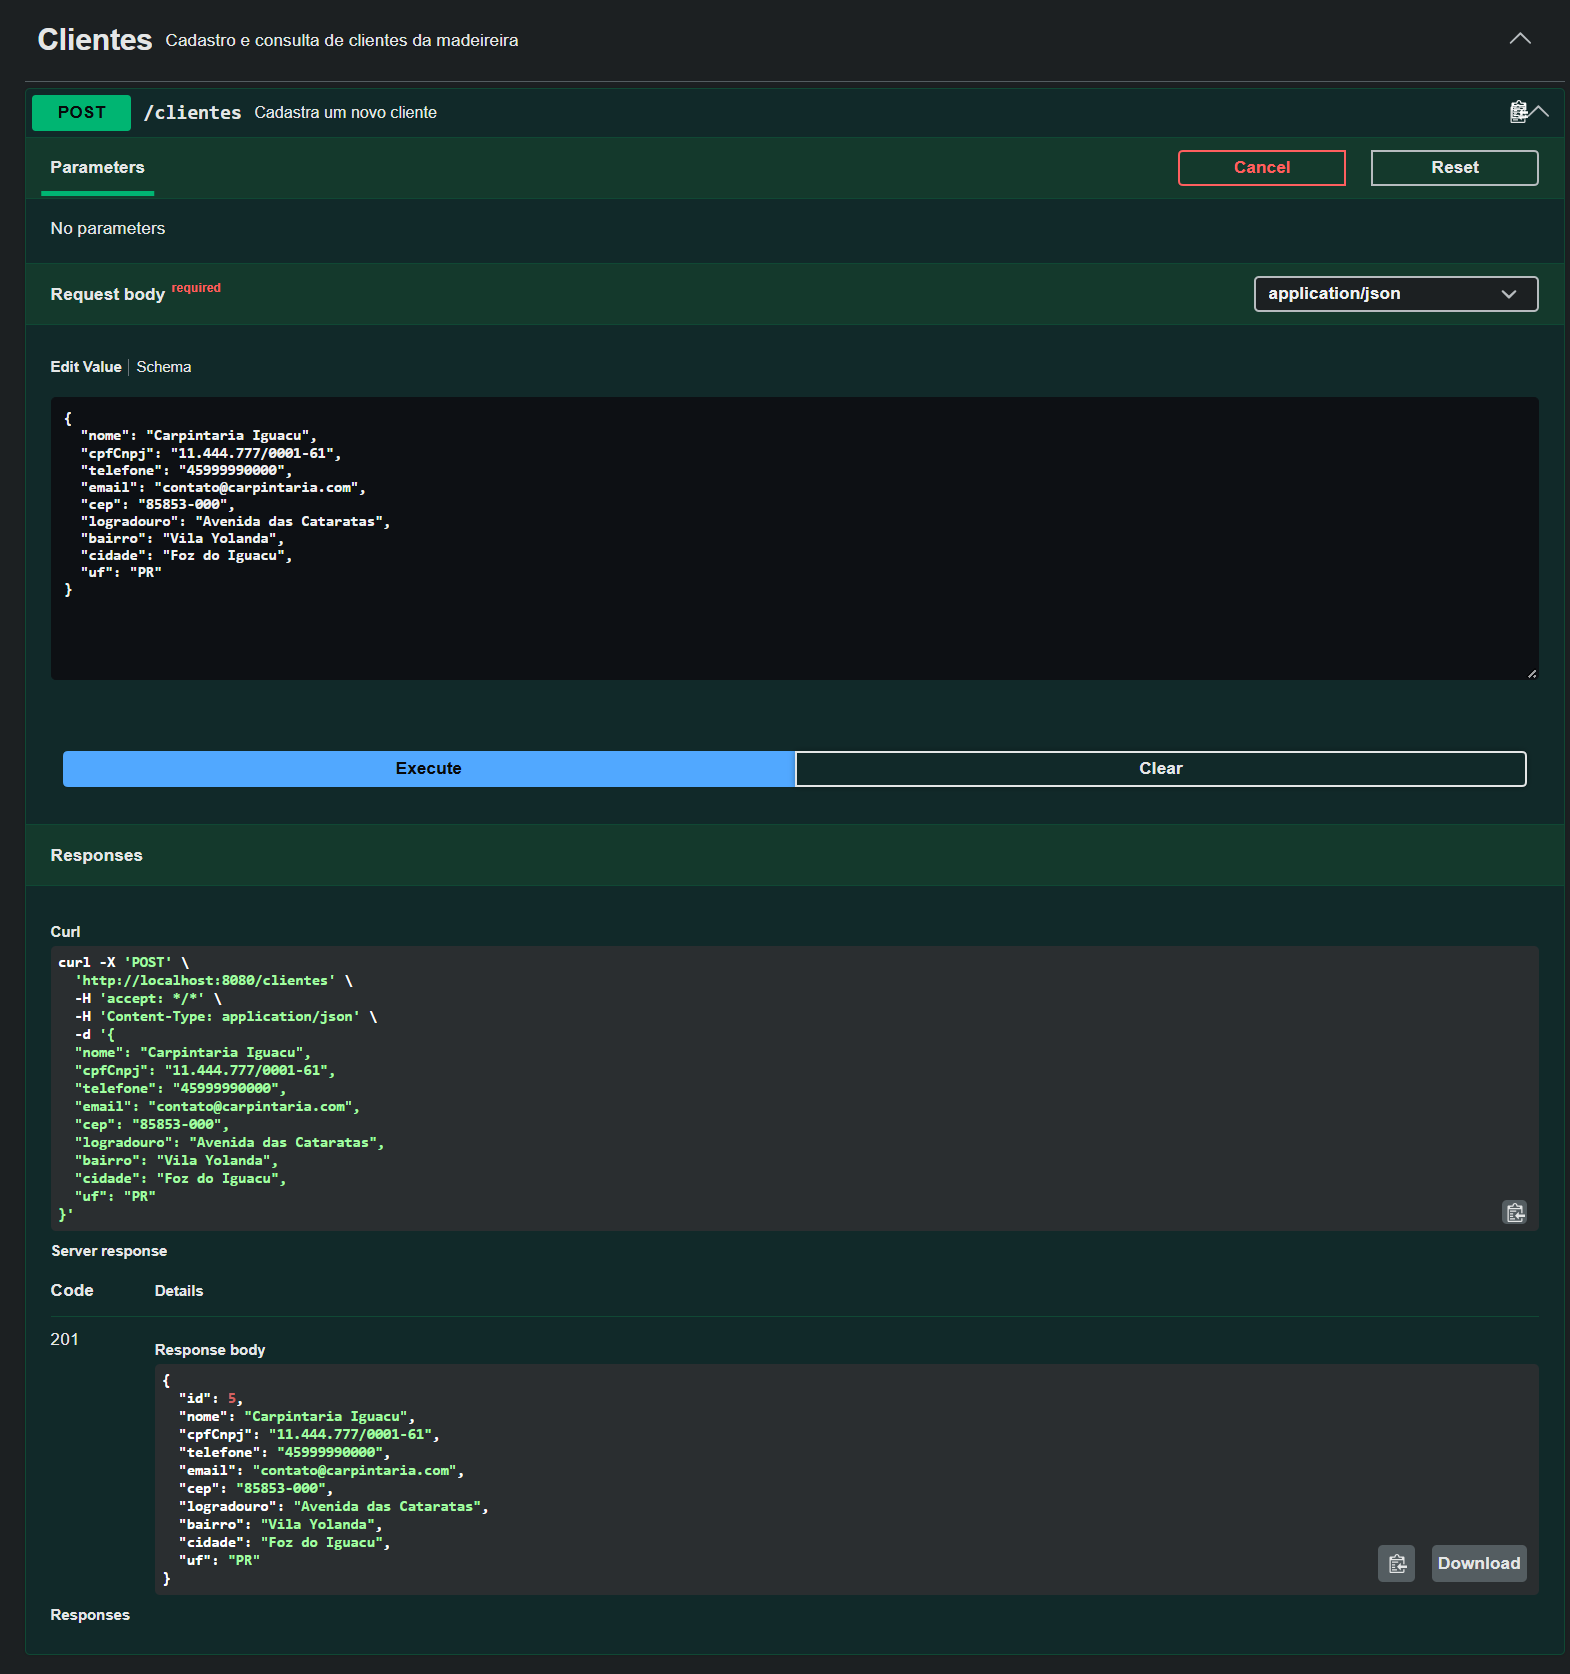 Clientes Cadastro e consulta de clientes da madeireira
POST /clientes Cadastra um novo cliente
Parameters
Cancel
Reset
No parameters
Request body required
application/json
Edit Value | Schema
{
  "nome": "Carpintaria Iguacu",
  "cpfCnpj": "11.444.777/0001-61",
  "telefone": "45999990000",
  "email": "contato@carpintaria.com",
  "cep": "85853-000",
  "logradouro": "Avenida das Cataratas",
  "bairro": "Vila Yolanda",
  "cidade": "Foz do Iguacu",
  "uf": "PR"
}
Execute
Clear
Responses
Curl
curl -X 'POST' \
  'http://localhost:8080/clientes' \
  -H 'accept: */*' \
  -H 'Content-Type: application/json' \
  -d '{
  "nome": "Carpintaria Iguacu",
  "cpfCnpj": "11.444.777/0001-61",
  "telefone": "45999990000",
  "email": "contato@carpintaria.com",
  "cep": "85853-000",
  "logradouro": "Avenida das Cataratas",
  "bairro": "Vila Yolanda",
  "cidade": "Foz do Iguacu",
  "uf": "PR"
}'
Server response
Code Details
201
Response body
{
  "id": 5,
  "nome": "Carpintaria Iguacu",
  "cpfCnpj": "11.444.777/0001-61",
  "telefone": "45999990000",
  "email": "contato@carpintaria.com",
  "cep": "85853-000",
  "logradouro": "Avenida das Cataratas",
  "bairro": "Vila Yolanda",
  "cidade": "Foz do Iguacu",
  "uf": "PR"
}
Download
Responses